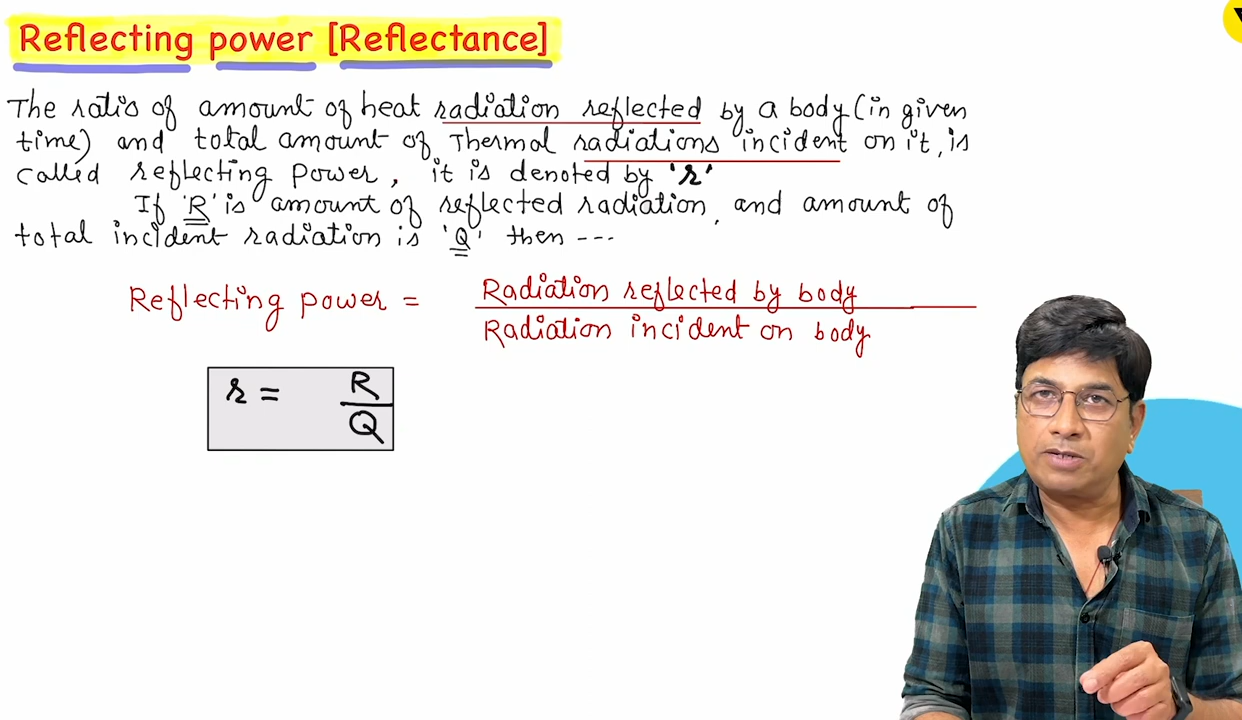 Reflecting power [Reflectance]
The ratio of amount of heat radiation reflected by a body (in given
time) and total amount of Thermal radiations incident on it, is
called reflecting power, it is denoted by 'r'
If 'R' is amount of reflected radiation, and amount of
total incident radiation is 'Q' then ---
Reflecting power = Radiation reflected by body
Radiation incident on body
r = R
Q